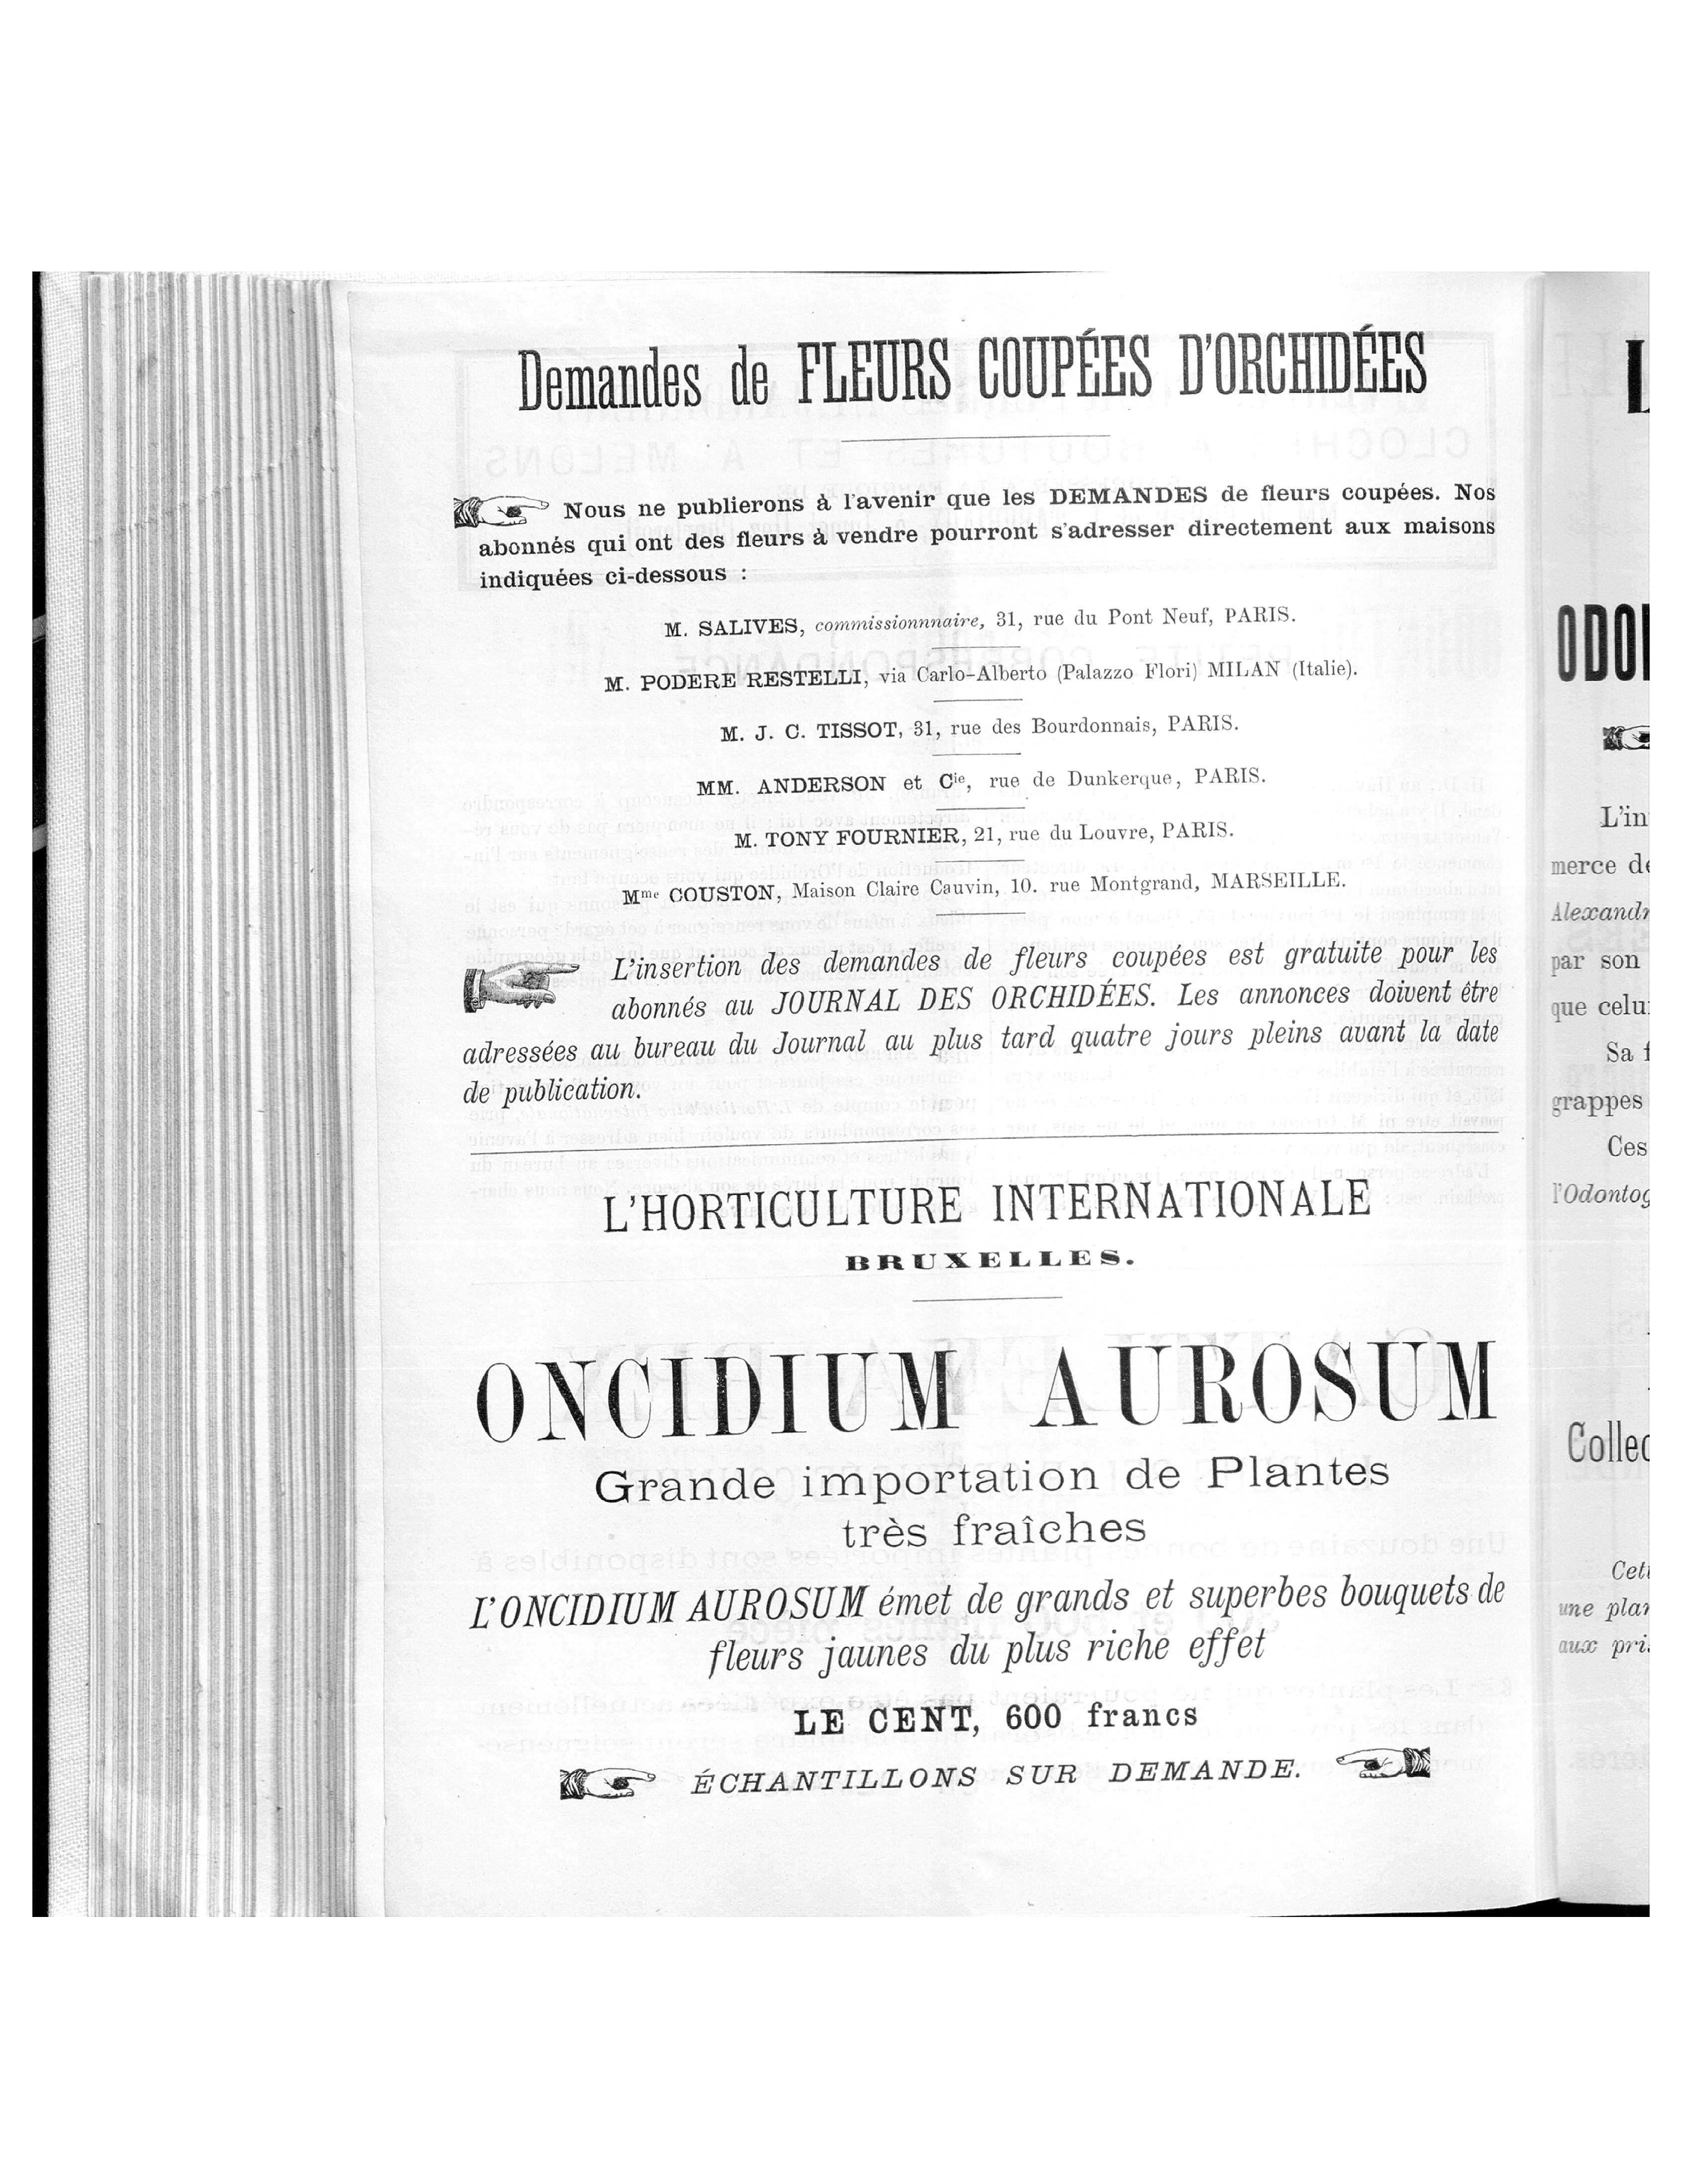 Demandes de FLEURS COUPÉES D'ORCHIDÉES
Nous ne publierons à l'avenir que les DEMANDES de fleurs coupées. Nos
abonnés qui ont des fleurs à vendre pourront s'adresser directement aux maisons
indiquées ci-dessous :
M. SALIVES, commissionnnaire, 31, rue du Pont Neuf, PARIS.
M. PODERE RESTELLI, via Carlo-Alberto (Palazzo Flori) MILAN (Italie).
M. J. C. TISSOT, 31, rue des Bourdonnais, PARIS.
MM. ANDERSON et Cie, rue de Dunkerque, PARIS.
M. TONY FOURNIER, 21, rue du Louvre, PARIS.
Mme COUSTON, Maison Claire Cauvin, 10. rue Montgrand, MARSEILLE.
L'insertion des demandes de fleurs coupées est gratuite pour les
abonnés au JOURNAL DES ORCHIDÉES. Les annonces doivent être
adressées au bureau du Journal au plus tard quatre jours pleins avant la date
de publication.
L'HORTICULTURE INTERNATIONALE
BRUXELLES.
ONCIDIUM AUROSUM
Grande importation de Plantes
très fraîches
L'ONCIDIUM AUROSUM émet de grands et superbes bouquets de
fleurs jaunes du plus riche effet
LE CENT, 600 francs
ÉCHANTILLONS SUR DEMANDE.
L
ODO
L'in
merce de
Alexand
par son
que celu
Sa f
grappes
Ces
l'Odontog
Collec
Cet
une plan
aux pri